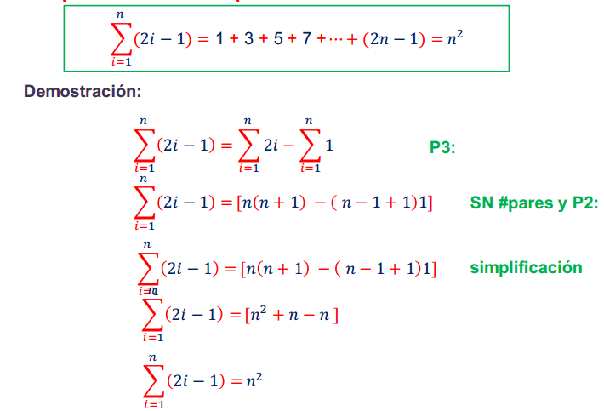 n
∑(2i − 1) = 1 + 3 + 5 + 7 + ⋯ + (2n − 1) = n²
i=1
Demostración:
n n n
∑(2i − 1) = ∑ 2i − ∑ 1 P3:
i=1 i=1 i=1
n
∑(2i − 1) = [n(n + 1) − ( n − 1 + 1)1] SN #pares y P2:
i=1
n
∑(2i − 1) = [n(n + 1) − ( n − 1 + 1)1] simplificación
i=1
n
∑(2i − 1) = [n² + n − n ]
i=1
n
∑(2i − 1) = n²
i=1